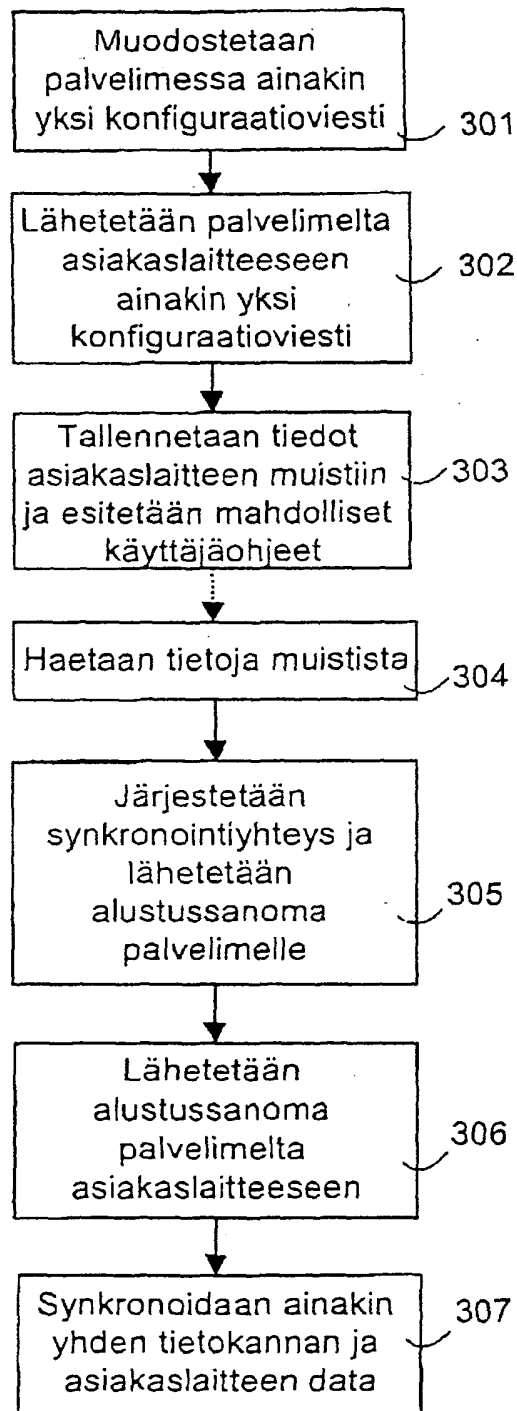 Muodostetaan
palvelimessa ainakin
yksi konfiguraatioviesti
301
Lähetetään palvelimelta
asiakaslaitteeseen
ainakin yksi
konfiguraatioviesti
302
Tallennetaan tiedot
asiakaslaitteen muistiin
ja esitetään mahdolliset
käyttäjäohjeet
303
Haetaan tietoja muistista
304
Järjestetään
synkronointiyhteys ja
lähetetään
alustussanoma
palvelimelle
305
Lähetetään
alustussanoma
palvelimelta
asiakaslaitteeseen
306
Synkronoidaan ainakin
yhden tietokannan ja
asiakaslaitteen data
307